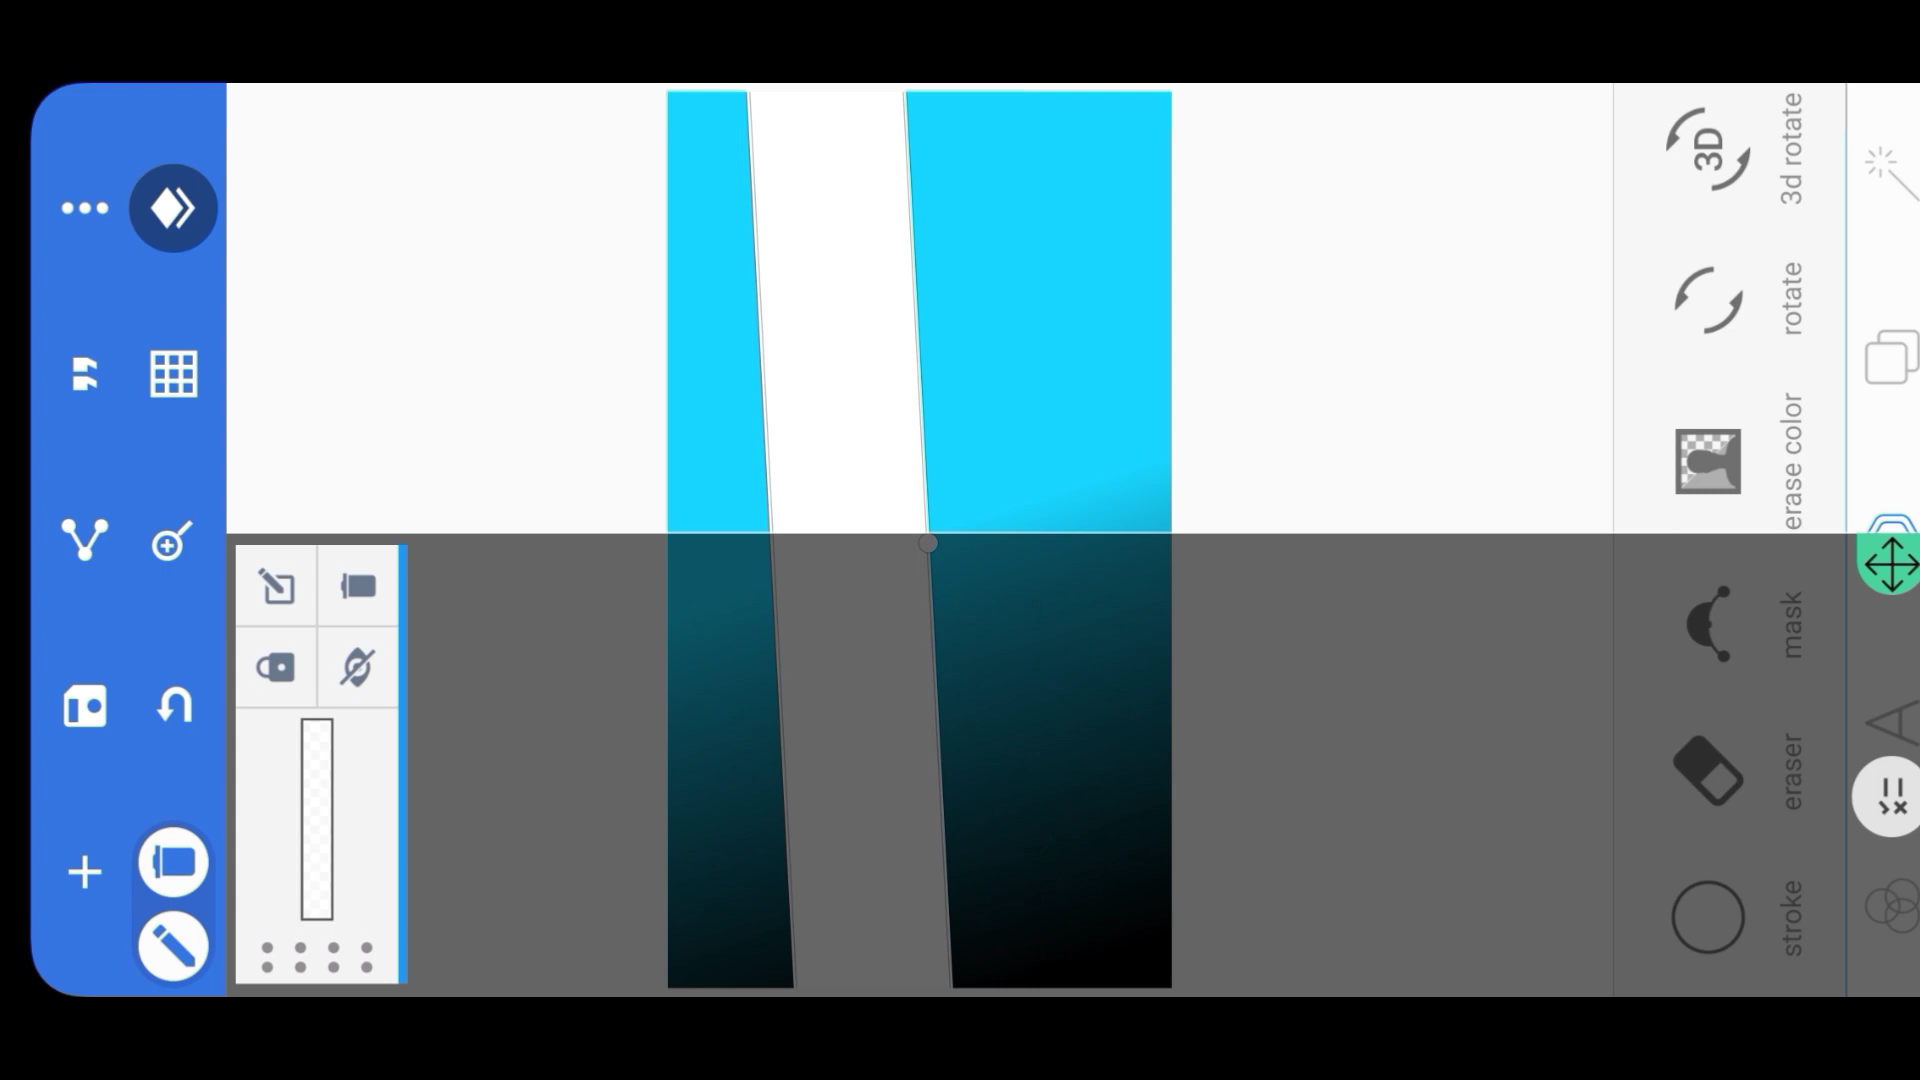 3D
3d rotate
rotate
erase color
mask
eraser
stroke
A